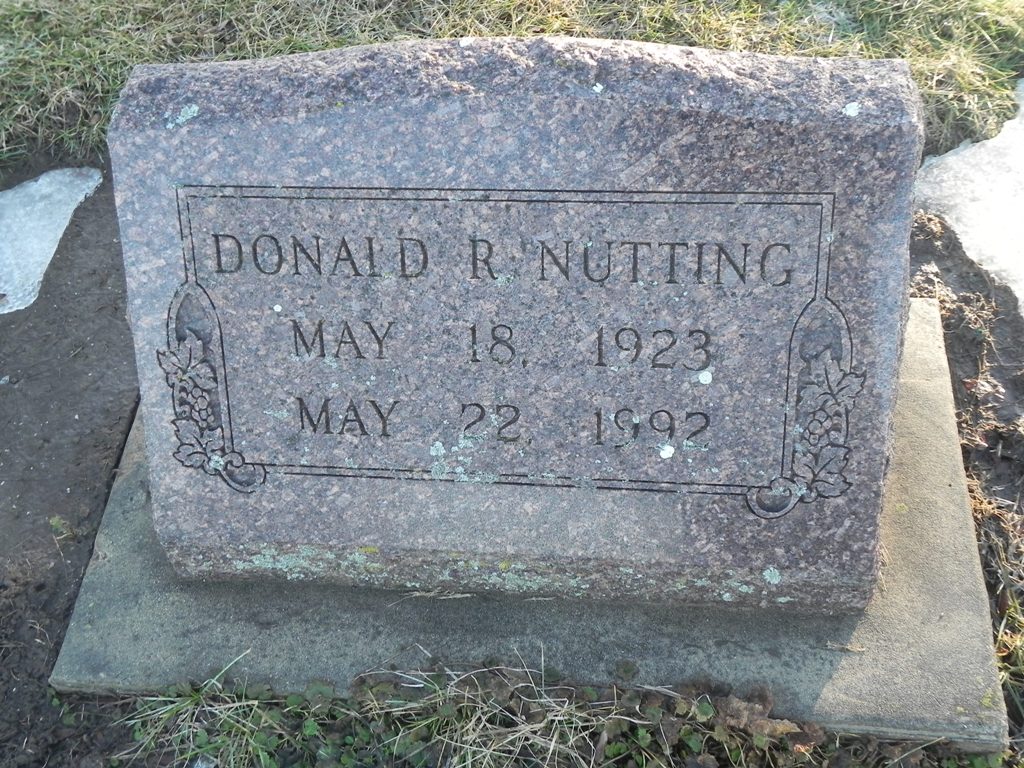 DONALD R. NUTTING
MAY 18, 1923
MAY 22, 1992